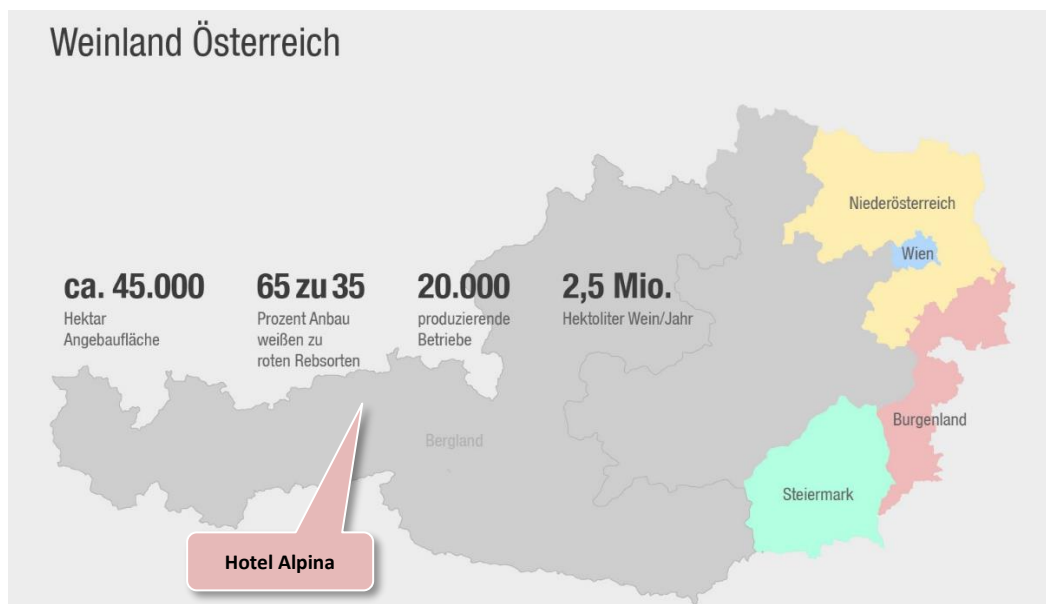 Weinland Österreich
ca. 45.000
Hektar
Angebaufläche
65 zu 35
Prozent Anbau
weißen zu
roten Rebsorten
20.000
produzierende
Betriebe
2,5 Mio.
Hektoliter Wein/Jahr
Niederösterreich
Wien
Burgenland
Bergland
Steiermark
Hotel Alpina